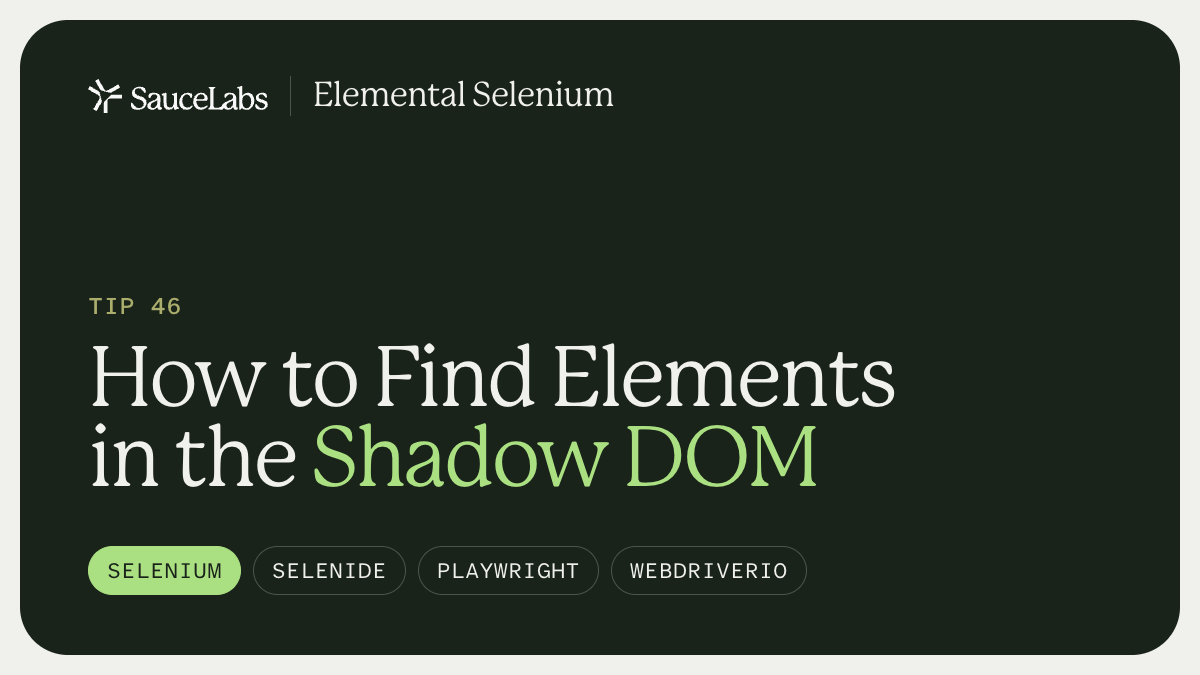 SauceLabs
Elemental Selenium
TIP 46
How to Find Elements
in the Shadow DOM
SELENIUM
SELENIDE
PLAYWRIGHT
WEBDRIVERIO